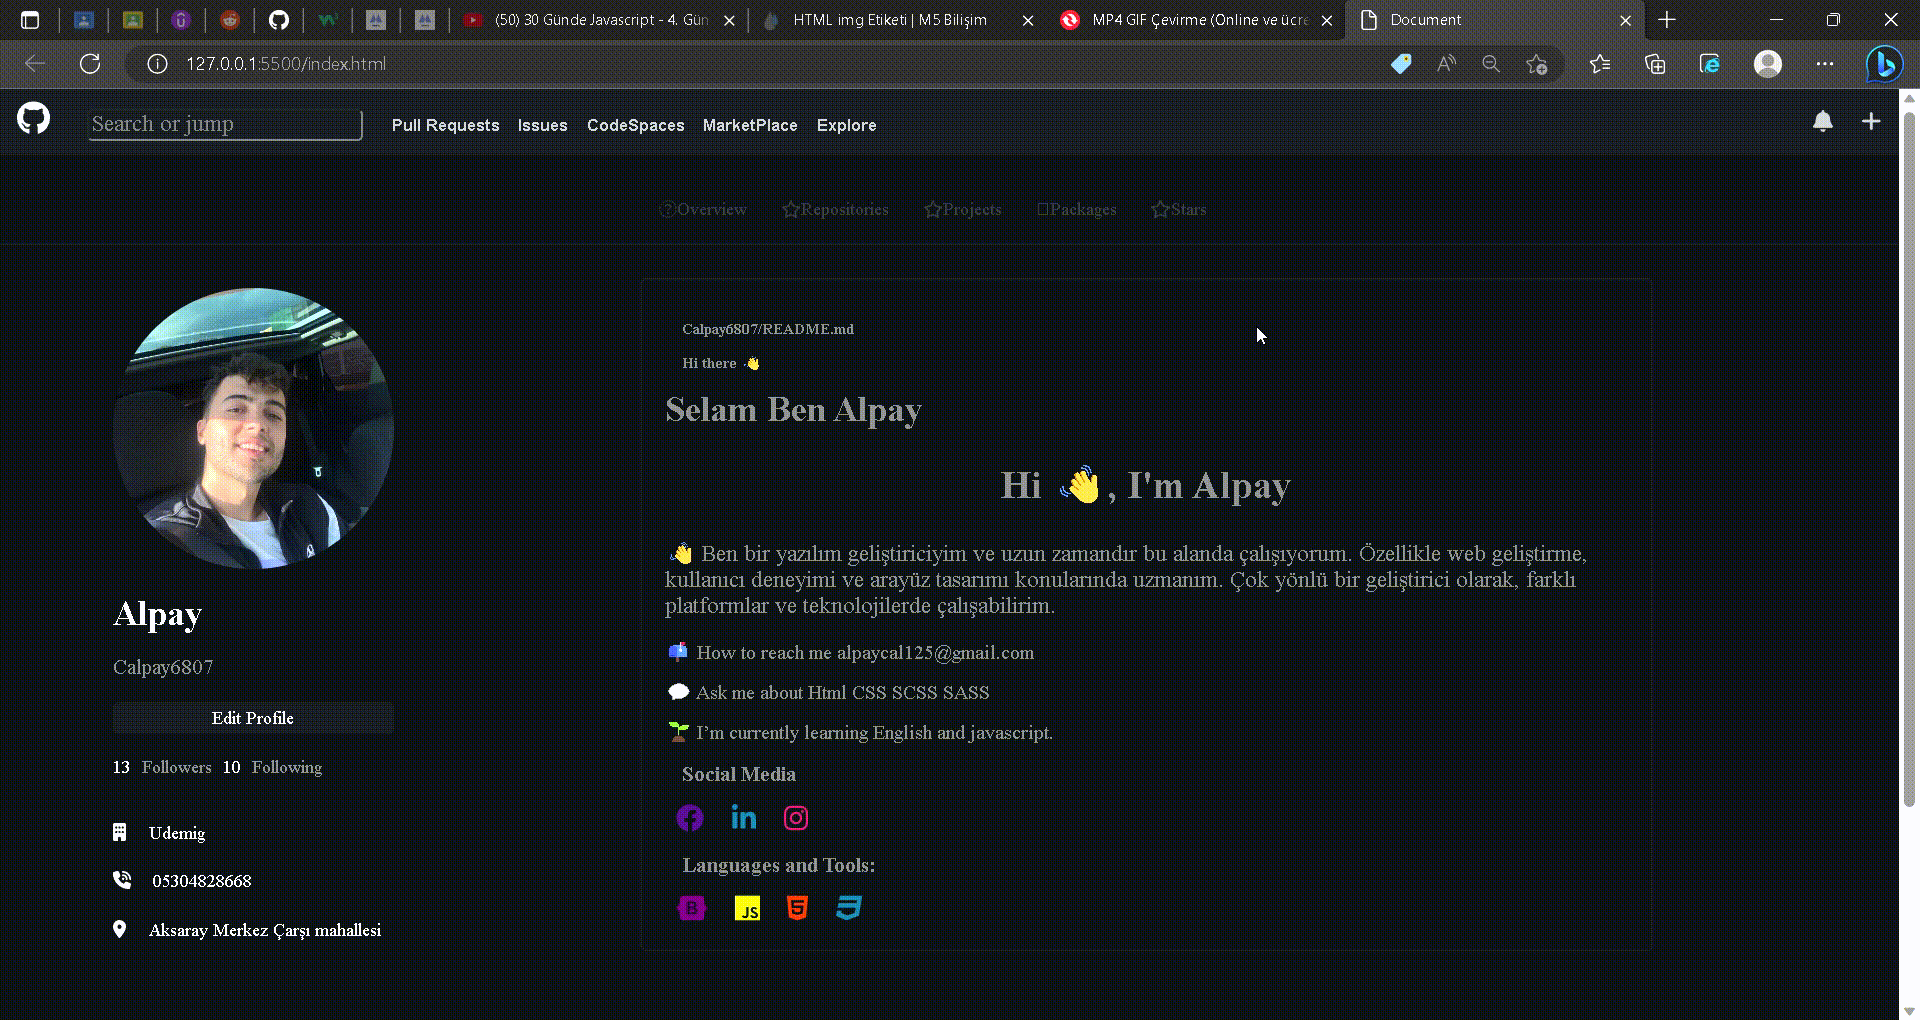 (50) 30 Günde Javascript - 4. Gün
HTML img Etiketi | M5 Bilişim
MP4 GIF Çevirme (Online ve ücre
Document
127.0.0.1:5500/index.html
Search or jump
Pull Requests
Issues
CodeSpaces
MarketPlace
Explore
Overview
Repositories
Projects
Packages
Stars
Alpay
Calpay6807
Edit Profile
13 Followers 10 Following
Udemig
05304828668
Aksaray Merkez Çarşı mahallesi
Calpay6807/README.md
Hi there 👋
Selam Ben Alpay
Hi 👋, I'm Alpay
👋 Ben bir yazılım geliştiriciyim ve uzun zamandır bu alanda çalışıyorum. Özellikle web geliştirme,
kullanıcı deneyimi ve arayüz tasarımı konularında uzmanım. Çok yönlü bir geliştirici olarak, farklı
platformlar ve teknolojilerde çalışabilirim.
📫 How to reach me alpaycal125@gmail.com
💬 Ask me about Html CSS SCSS SASS
🌱 I’m currently learning English and javascript.
Social Media
Languages and Tools: